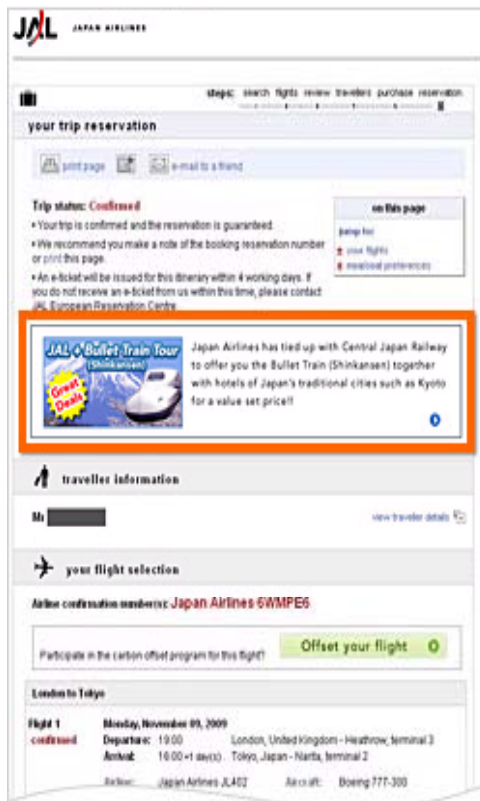 JAL JAPAN AIRLINES
steps: search flights review travellers purchase reservation
your trip reservation
print page e-mail to a friend
Trip status: Confirmed
• Your trip is confirmed and the reservation is guaranteed.
• We recommend you make a note of the booking reservation number
or print this page.
• An e-ticket will be issued for this itinerary within 4 working days. If
you do not receive an e-ticket from us within this time, please contact
JAL European Reservation Centre
on this page
jump to:
your flights
meal/seat preferences
JAL + Bullet Train Tour
(Shinkansen)
Great
Deals
Japan Airlines has tied up with Central Japan Railway
to offer you the Bullet Train (Shinkansen) together
with hotels of Japan's traditional cities such as Kyoto
for a value set price!!
traveller information
Mr
view traveller details
your flight selection
Airline confirmation number(s): Japan Airlines 6WMPE6
Participate in the carbon offset program for this flight?
Offset your flight
London to Tokyo
Flight 1 Monday, November 09, 2009
confirmed Departure: 19:00 London, United Kingdom - Heathrow, terminal 3
Arrival: 16:00 +1 day(s) Tokyo, Japan - Narita, terminal 2
Airline: Japan Airlines JL402 Aircraft: Boeing 777-300